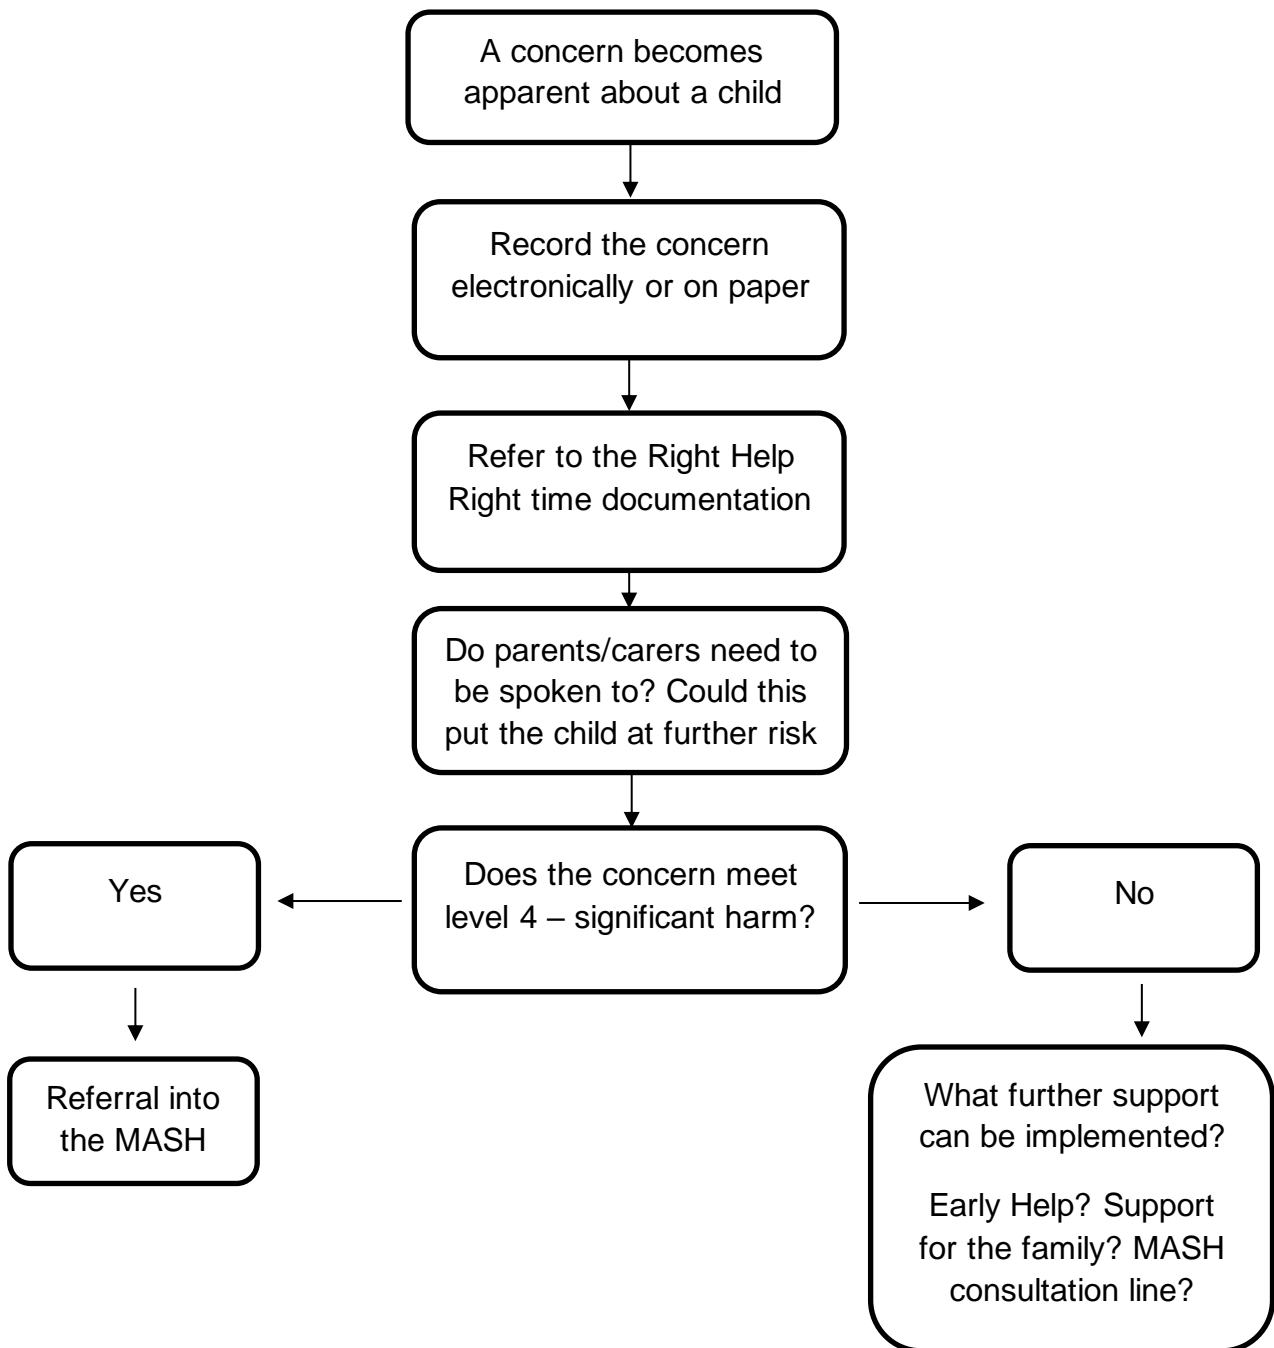 A concern becomes
apparent about a child
Record the concern
electronically or on paper
Refer to the Right Help
Right time documentation
Do parents/carers need to
be spoken to? Could this
put the child at further risk
Does the concern meet
level 4 – significant harm?
Yes
No
Referral into
the MASH
What further support
can be implemented?
Early Help? Support
for the family? MASH
consultation line?